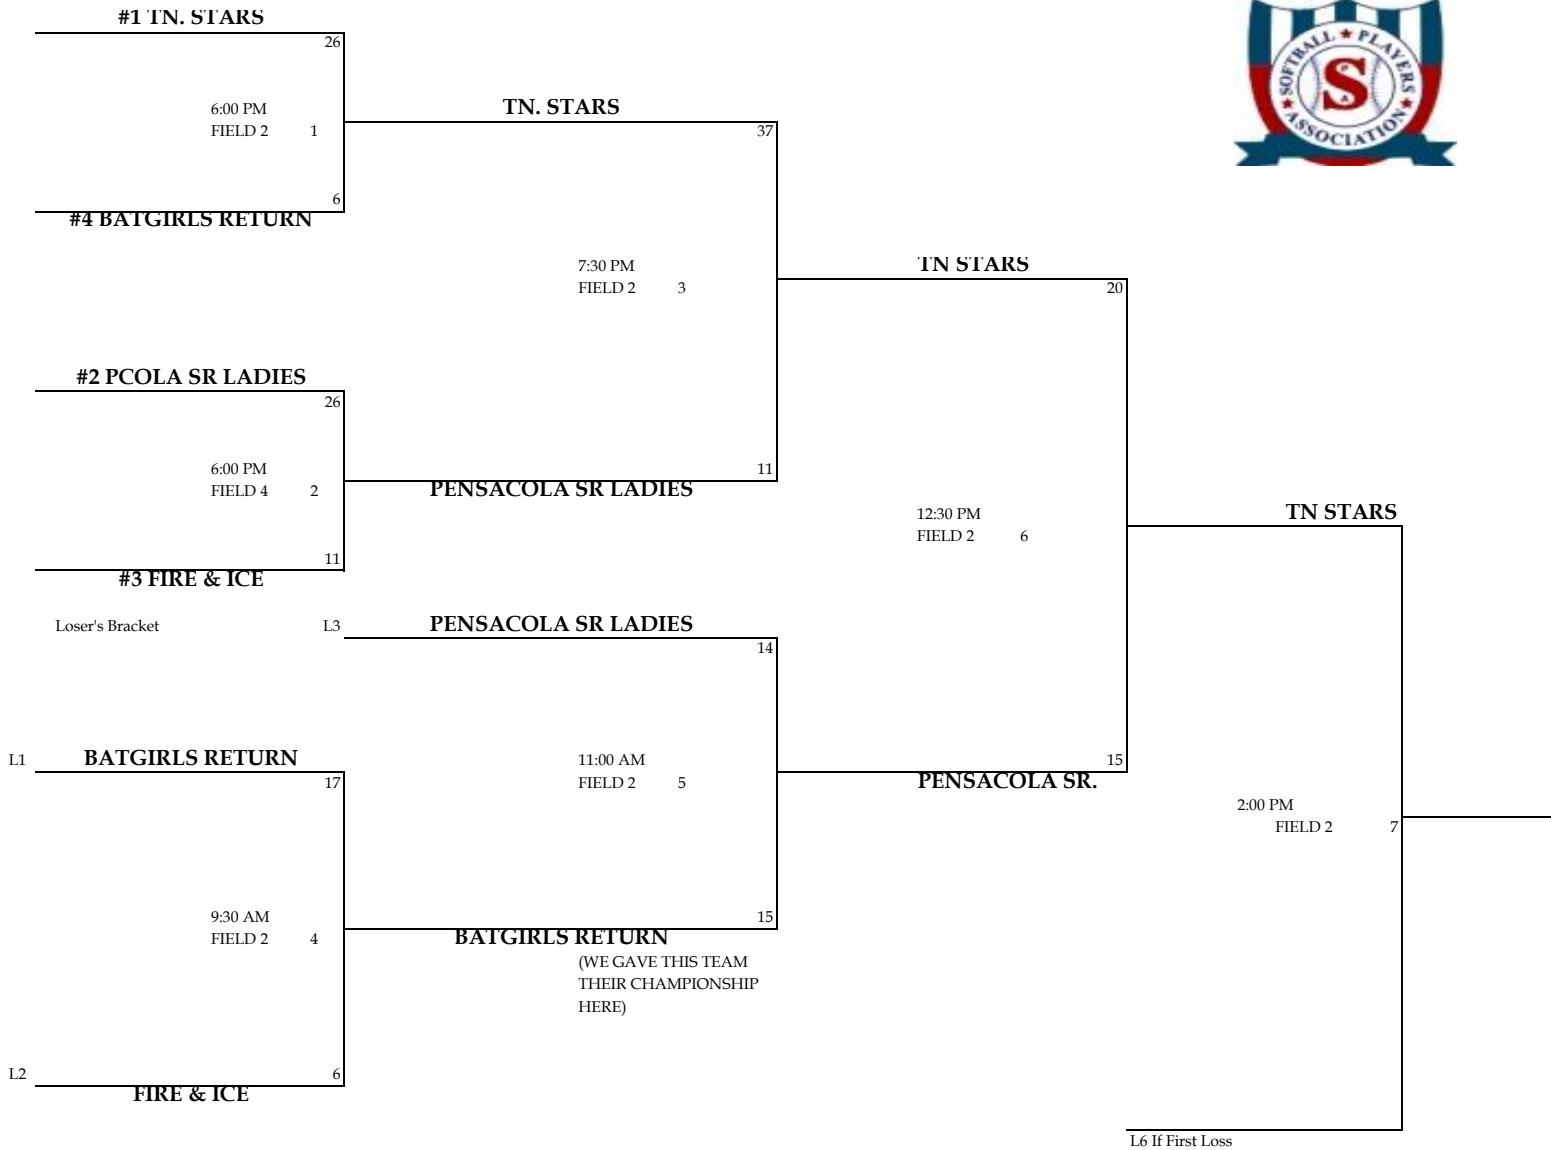 #1 TN. STARS
26
6:00 PM
FIELD 2 1
6
#4 BATGIRLS RETURN
TN. STARS
37
7:30 PM
FIELD 2 3
11
PENSACOLA SR LADIES
#2 PCOLA SR LADIES
26
6:00 PM
FIELD 4 2
11
#3 FIRE & ICE
TN STARS
20
12:30 PM
FIELD 2 6
15
PENSACOLA SR.
TN STARS
2:00 PM
FIELD 2 7
L6 If First Loss
Loser's Bracket
L3 PENSACOLA SR LADIES
14
11:00 AM
FIELD 2 5
15
BATGIRLS RETURN
(WE GAVE THIS TEAM
THEIR CHAMPIONSHIP
HERE)
L1 BATGIRLS RETURN
17
9:30 AM
FIELD 2 4
6
L2
FIRE & ICE
SOFTBALL ★ PLAYERS
★ ASSOCIATION ★
S
P
A